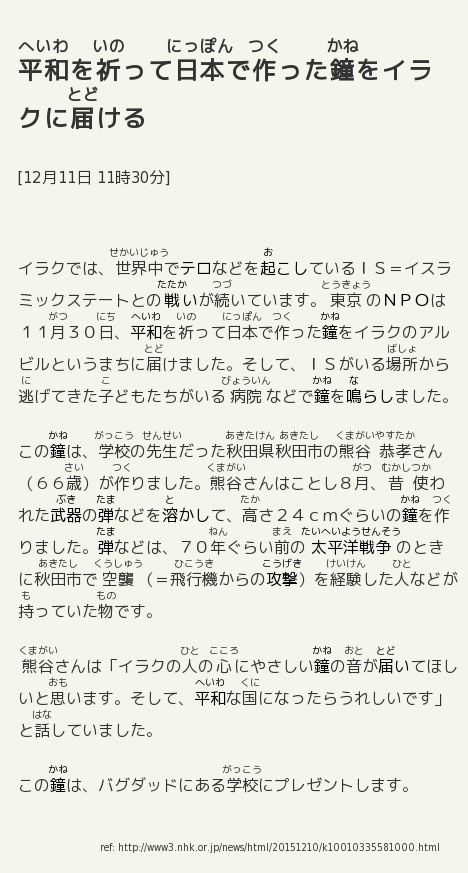 平和を祈って日本で作った鐘をイラ
クに届ける
[12月11日 11時30分]
イラクでは、世界中でテロなどを起こしているＩＳ＝イスラ
ミックステートとの戦いが続いています。東京のＮＰＯは
１１月３０日、平和を祈って日本で作った鐘をイラクのアル
ビルというまちに届けました。そして、ＩＳがいる場所から
逃げてきた子どもたちがいる病院などで鐘を鳴らしました。
この鐘は、学校の先生だった秋田県秋田市の熊谷恭孝さん
（６６歳）が作りました。熊谷さんはことし８月、昔使わ
れた武器の弾などを溶かして、高さ２４ｃｍぐらいの鐘を作
りました。弾などは、７０年ぐらい前の太平洋戦争のとき
に秋田市で空襲（＝飛行機からの攻撃）を経験した人などが
持っていた物です。
熊谷さんは「イラクの人の心にやさしい鐘の音が届いてほし
いと思います。そして、平和な国になったらうれしいです」
と話していました。
この鐘は、バグダッドにある学校にプレゼントします。
ref: http://www3.nhk.or.jp/news/html/20151210/k10010335581000.html